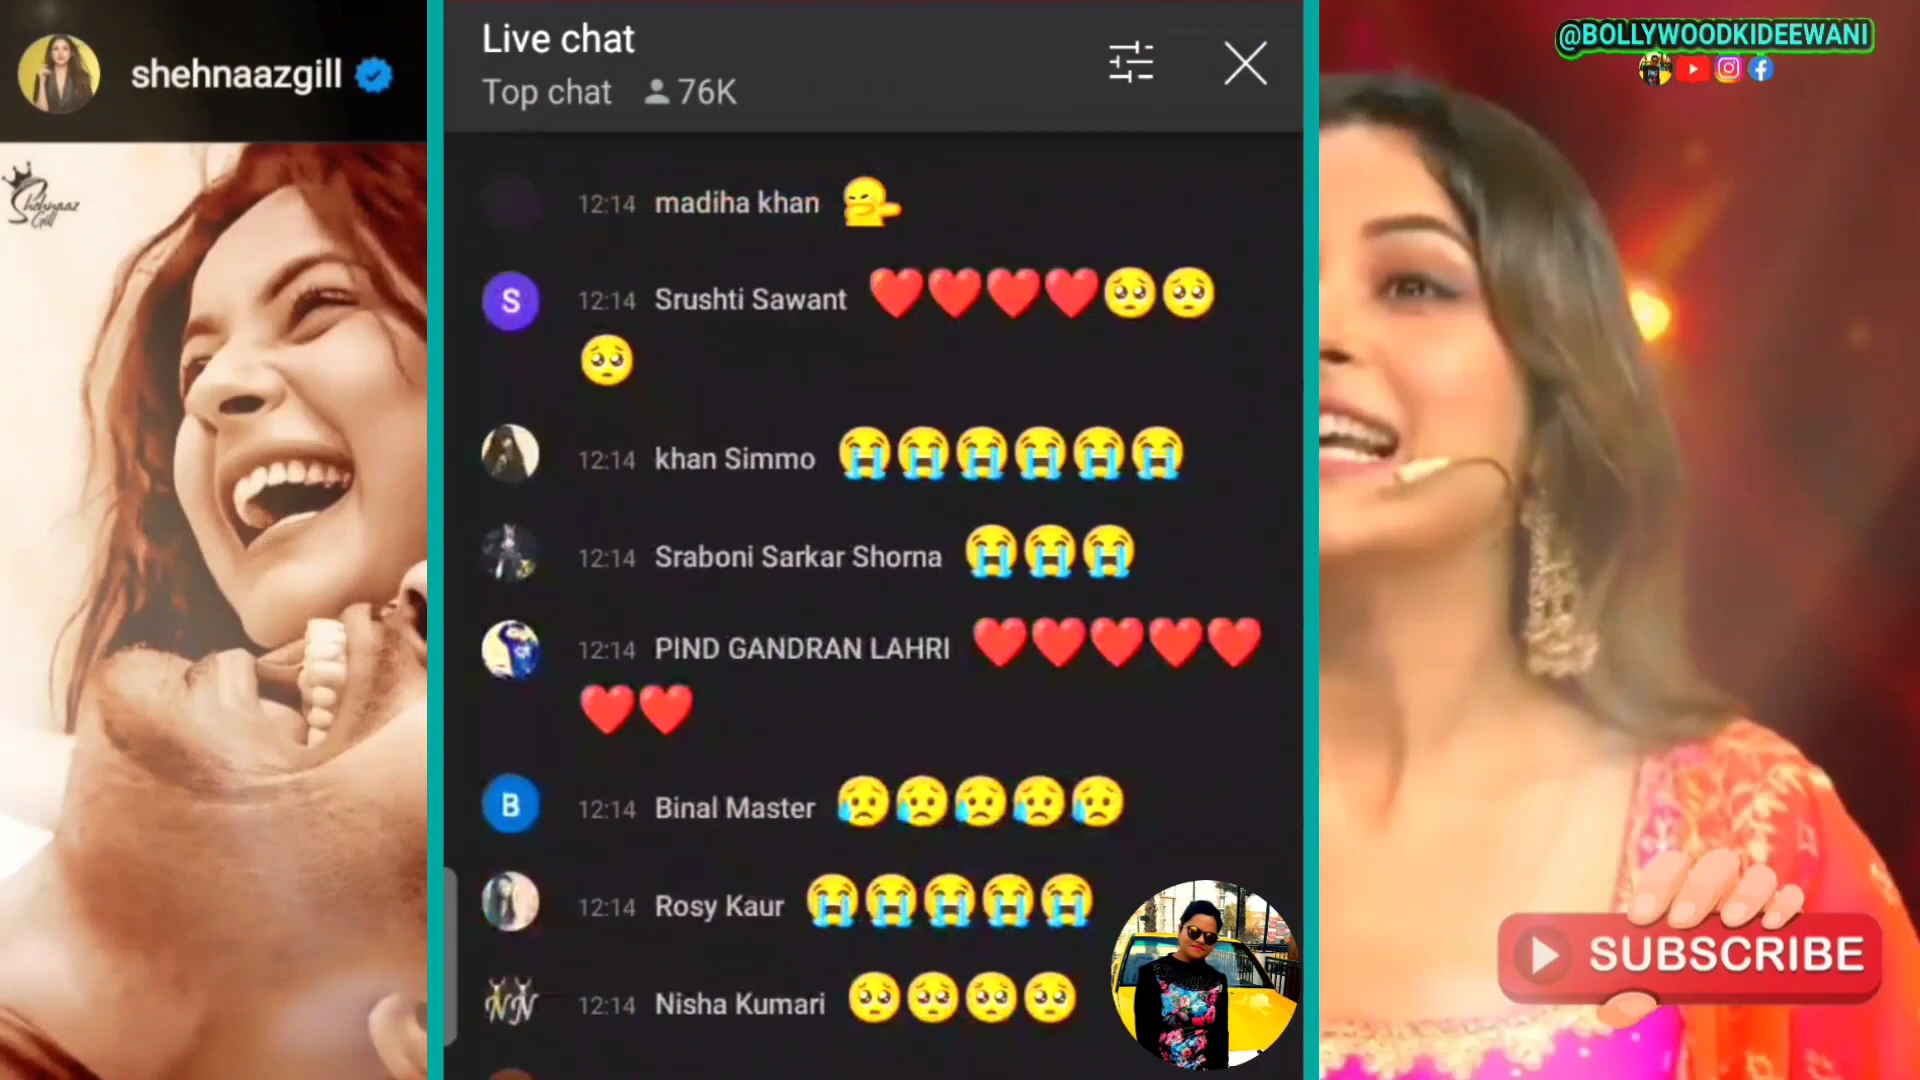 shehnaazgill
Shehnaaz
Gill
Live chat
Top chat 76K
12:14 madiha khan
S 12:14 Srushti Sawant ❤️❤️❤️❤️🥺🥺
🥺
12:14 khan Simmo 😭😭😭😭😭😭
12:14 Sraboni Sarkar Shorna 😭😭😭
12:14 PIND GANDRAN LAHRI ❤️❤️❤️❤️❤️
❤️❤️
B 12:14 Binal Master 😥😥😥😥😥
12:14 Rosy Kaur 😭😭😭😭😭
12:14 Nisha Kumari 🥺🥺🥺🥺
@BOLLYWOODKIDEEWANI
SUBSCRIBE